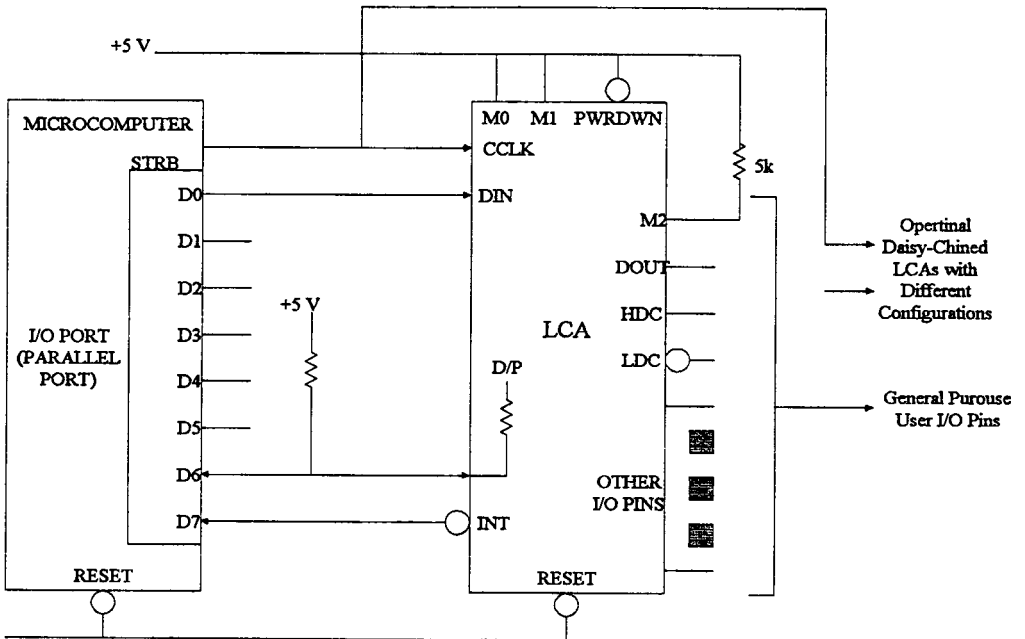 +5 V
MICROCOMPUTER
STRB
D0
D1
D2
D3
D4
D5
D6
D7
I/O PORT
(PARALLEL
PORT)
RESET
+5 V
M0 M1 PWRDWN
CCLK
DIN
M2
DOUT
HDC
LDC
LCA
D/P
INT
OTHER
I/O PINS
RESET
5k
Opertinal
Daisy-Chined
LCAs with
Different
Configurations
General Purouse
User I/O Pins